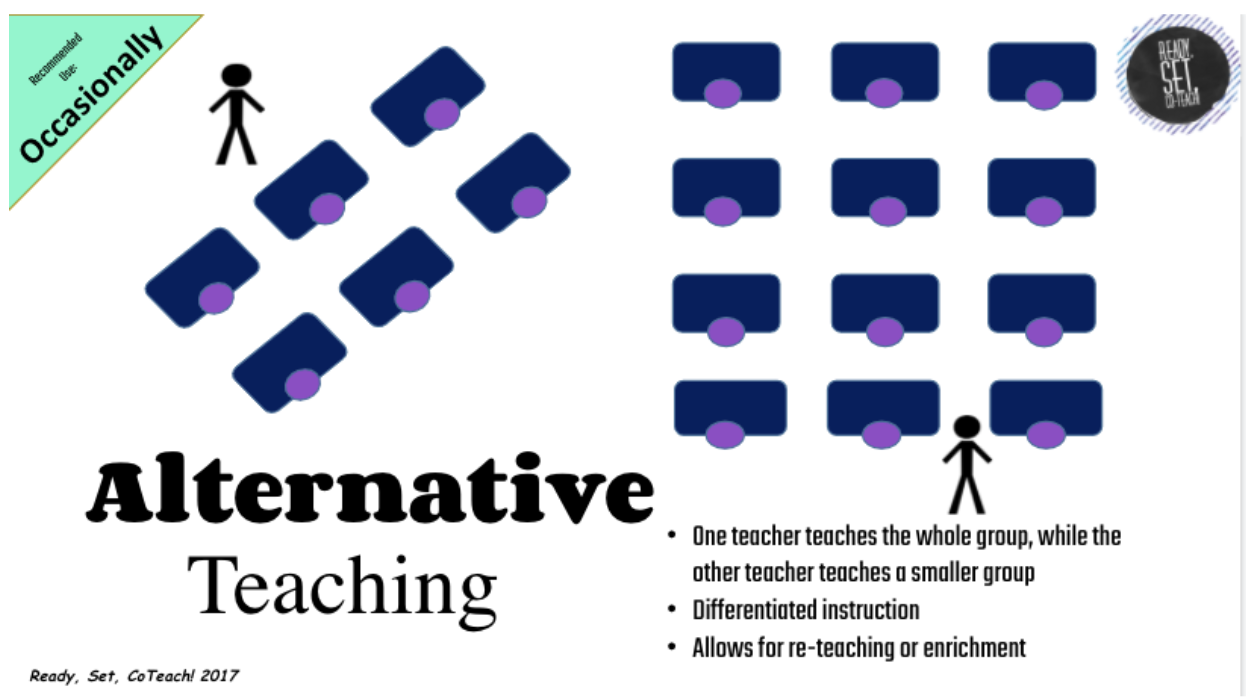 Recommended
Use:
Occasionally
READY,
SET,
CO-TEACH!
Alternative
Teaching
• One teacher teaches the whole group, while the
other teacher teaches a smaller group
• Differentiated instruction
• Allows for re-teaching or enrichment
Ready, Set, CoTeach! 2017